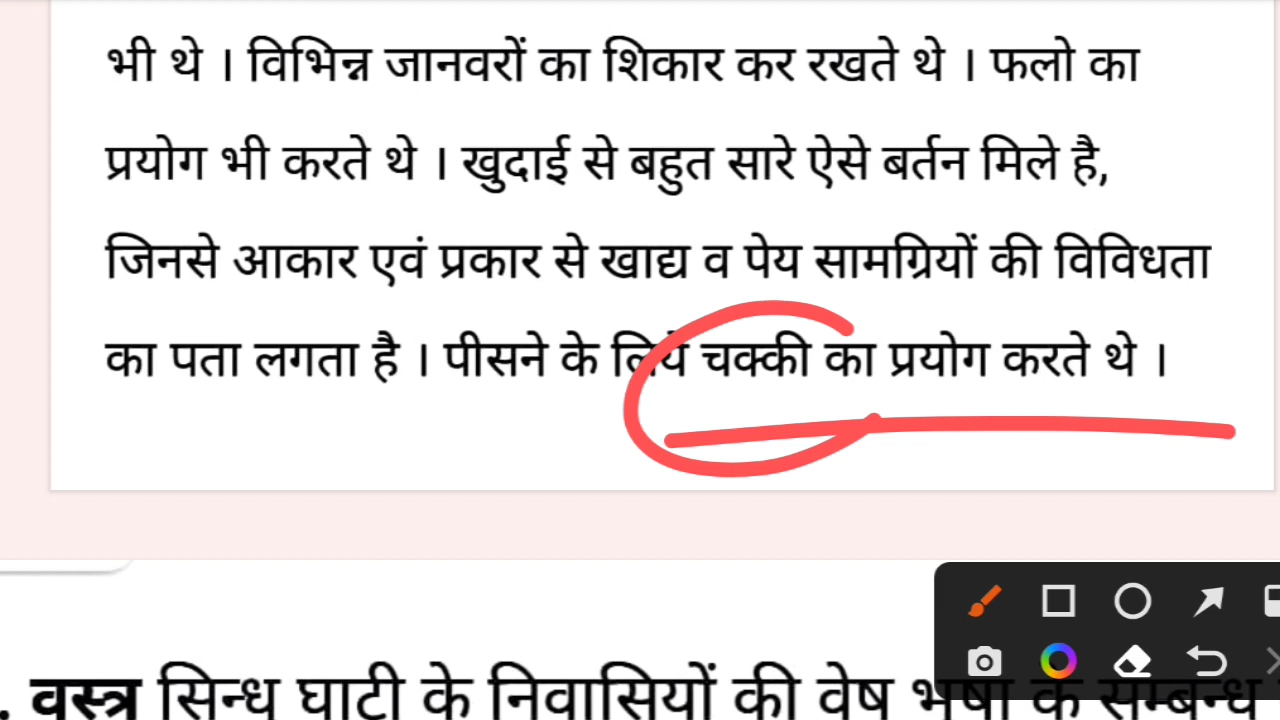 भी थे । विभिन्न जानवरों का शिकार कर रखते थे । फलो का
प्रयोग भी करते थे । खुदाई से बहुत सारे ऐसे बर्तन मिले है,
जिनसे आकार एवं प्रकार से खाद्य व पेय सामग्रियों की विविधता
का पता लगता है । पीसने के लिये चक्की का प्रयोग करते थे ।
. वस्त्र सिन्धु घाटी के निवासियों की वेष भूषा के सम्बन्ध